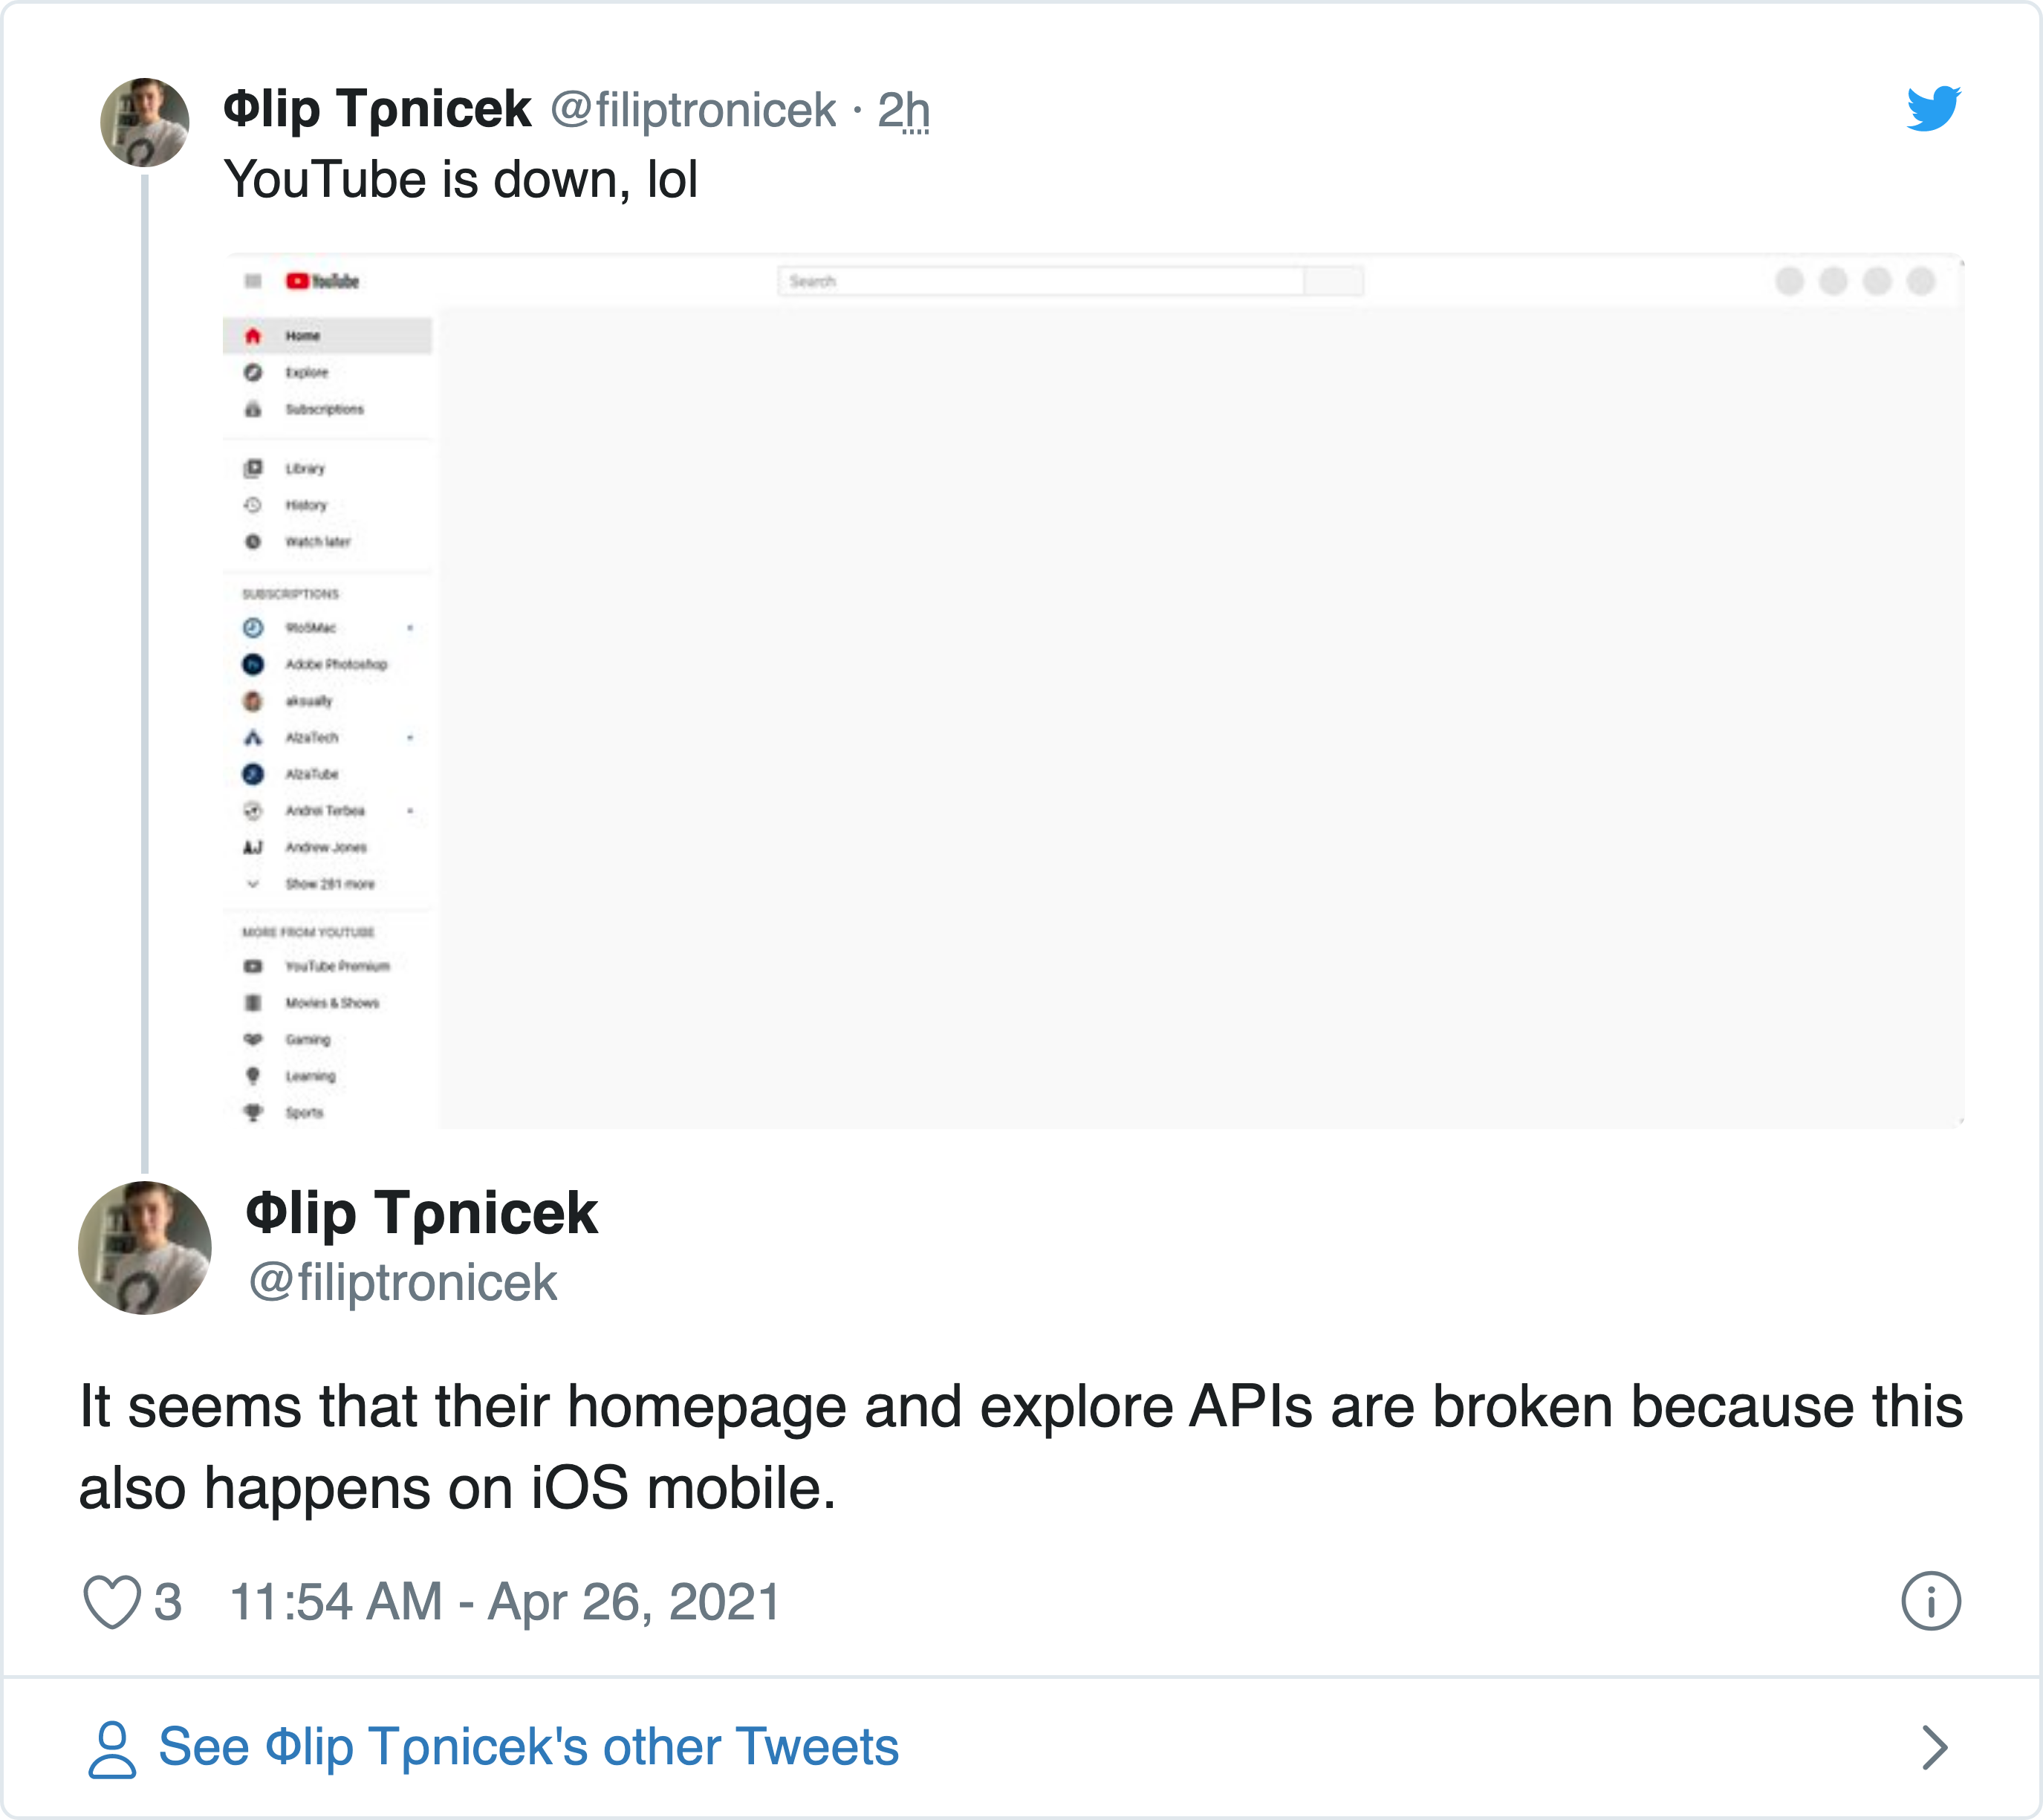 Φlip Tρnicek @filiptronicek · 2h
YouTube is down, lol
YouTube
Search
Home
Explore
Subscriptions
Library
History
Watch later
SUBSCRIPTIONS
9to5Mac
Adobe Photoshop
aksually
AlzaTech
AlzaTube
Andrei Terbea
AJ Andrew Jones
Show 281 more
MORE FROM YOUTUBE
YouTube Premium
Movies & Shows
Gaming
Learning
Sports
Φlip Tρnicek
@filiptronicek
It seems that their homepage and explore APIs are broken because this
also happens on iOS mobile.
3 11:54 AM - Apr 26, 2021
See Φlip Tρnicek's other Tweets